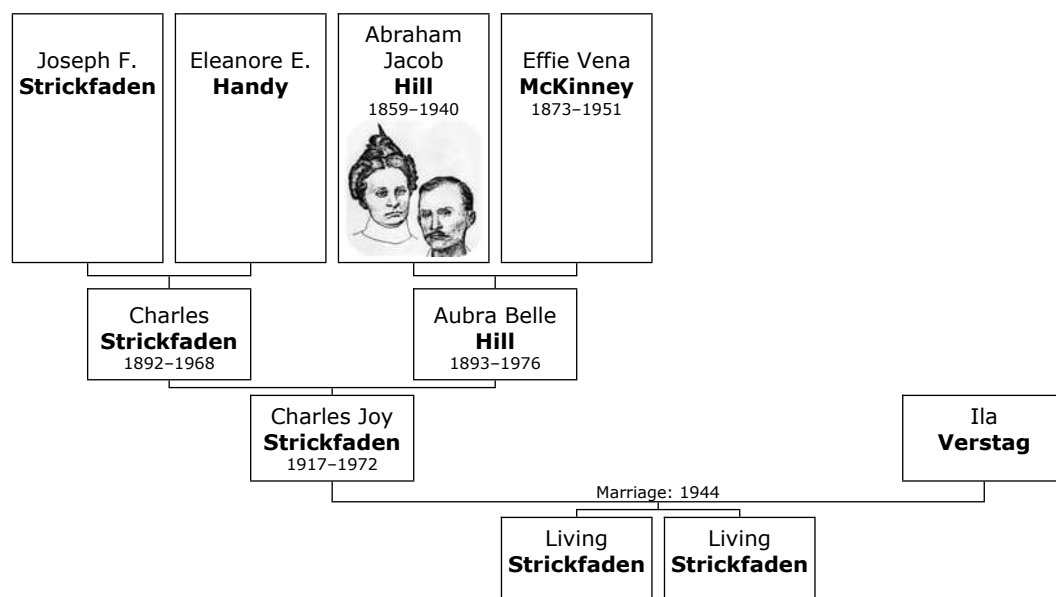 Joseph F.
Strickfaden
Eleanore E.
Handy
Abraham
Jacob
Hill
1859–1940
Effie Vena
McKinney
1873–1951
Charles
Strickfaden
1892–1968
Aubra Belle
Hill
1893–1976
Charles Joy
Strickfaden
1917–1972
Ila
Verstag
Marriage: 1944
Living
Strickfaden
Living
Strickfaden